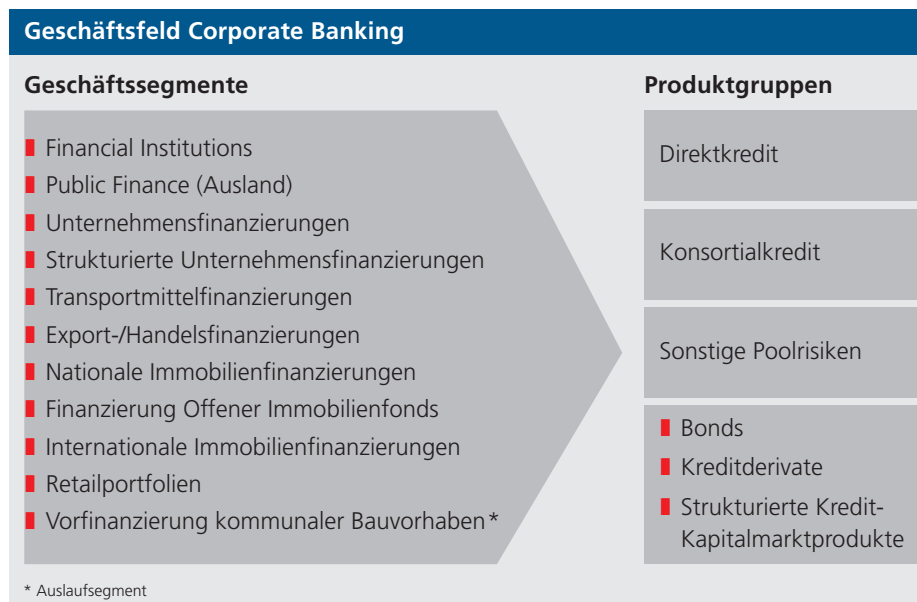 Geschäftsfeld Corporate Banking
Geschäftssegmente
Financial Institutions
Public Finance (Ausland)
Unternehmensfinanzierungen
Strukturierte Unternehmensfinanzierungen
Transportmittelfinanzierungen
Export-/Handelsfinanzierungen
Nationale Immobilienfinanzierungen
Finanzierung Offener Immobilienfonds
Internationale Immobilienfinanzierungen
Retailportfolien
Vorfinanzierung kommunaler Bauvorhaben*
* Auslaufsegment
Produktgruppen
Direktkredit
Konsortialkredit
Sonstige Poolrisiken
Bonds
Kreditderivate
Strukturierte Kredit-
Kapitalmarktprodukte